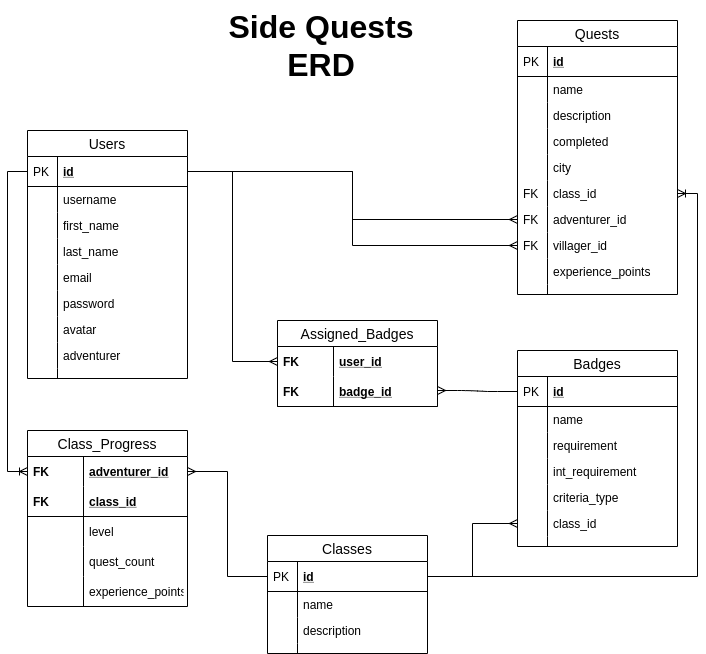 Side Quests
ERD
Quests
PK id
name
description
completed
city
FK class_id
FK adventurer_id
FK villager_id
experience_points
Users
PK id
username
first_name
last_name
email
password
avatar
adventurer
Assigned_Badges
FK user_id
FK badge_id
Badges
PK id
name
requirement
int_requirement
criteria_type
class_id
Class_Progress
FK adventurer_id
FK class_id
level
quest_count
experience_points
Classes
PK id
name
description